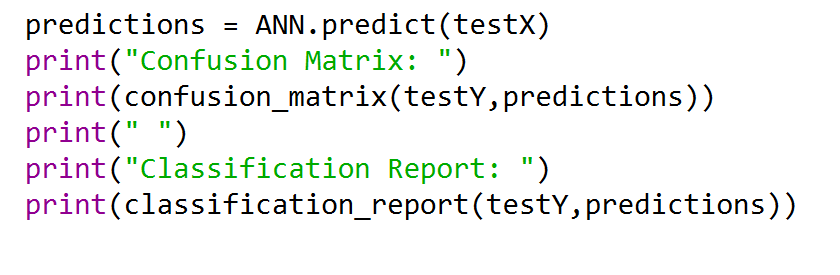 predictions = ANN.predict(testX)
print("Confusion Matrix: ")
print(confusion_matrix(testY,predictions))
print(" ")
print("Classification Report: ")
print(classification_report(testY,predictions))